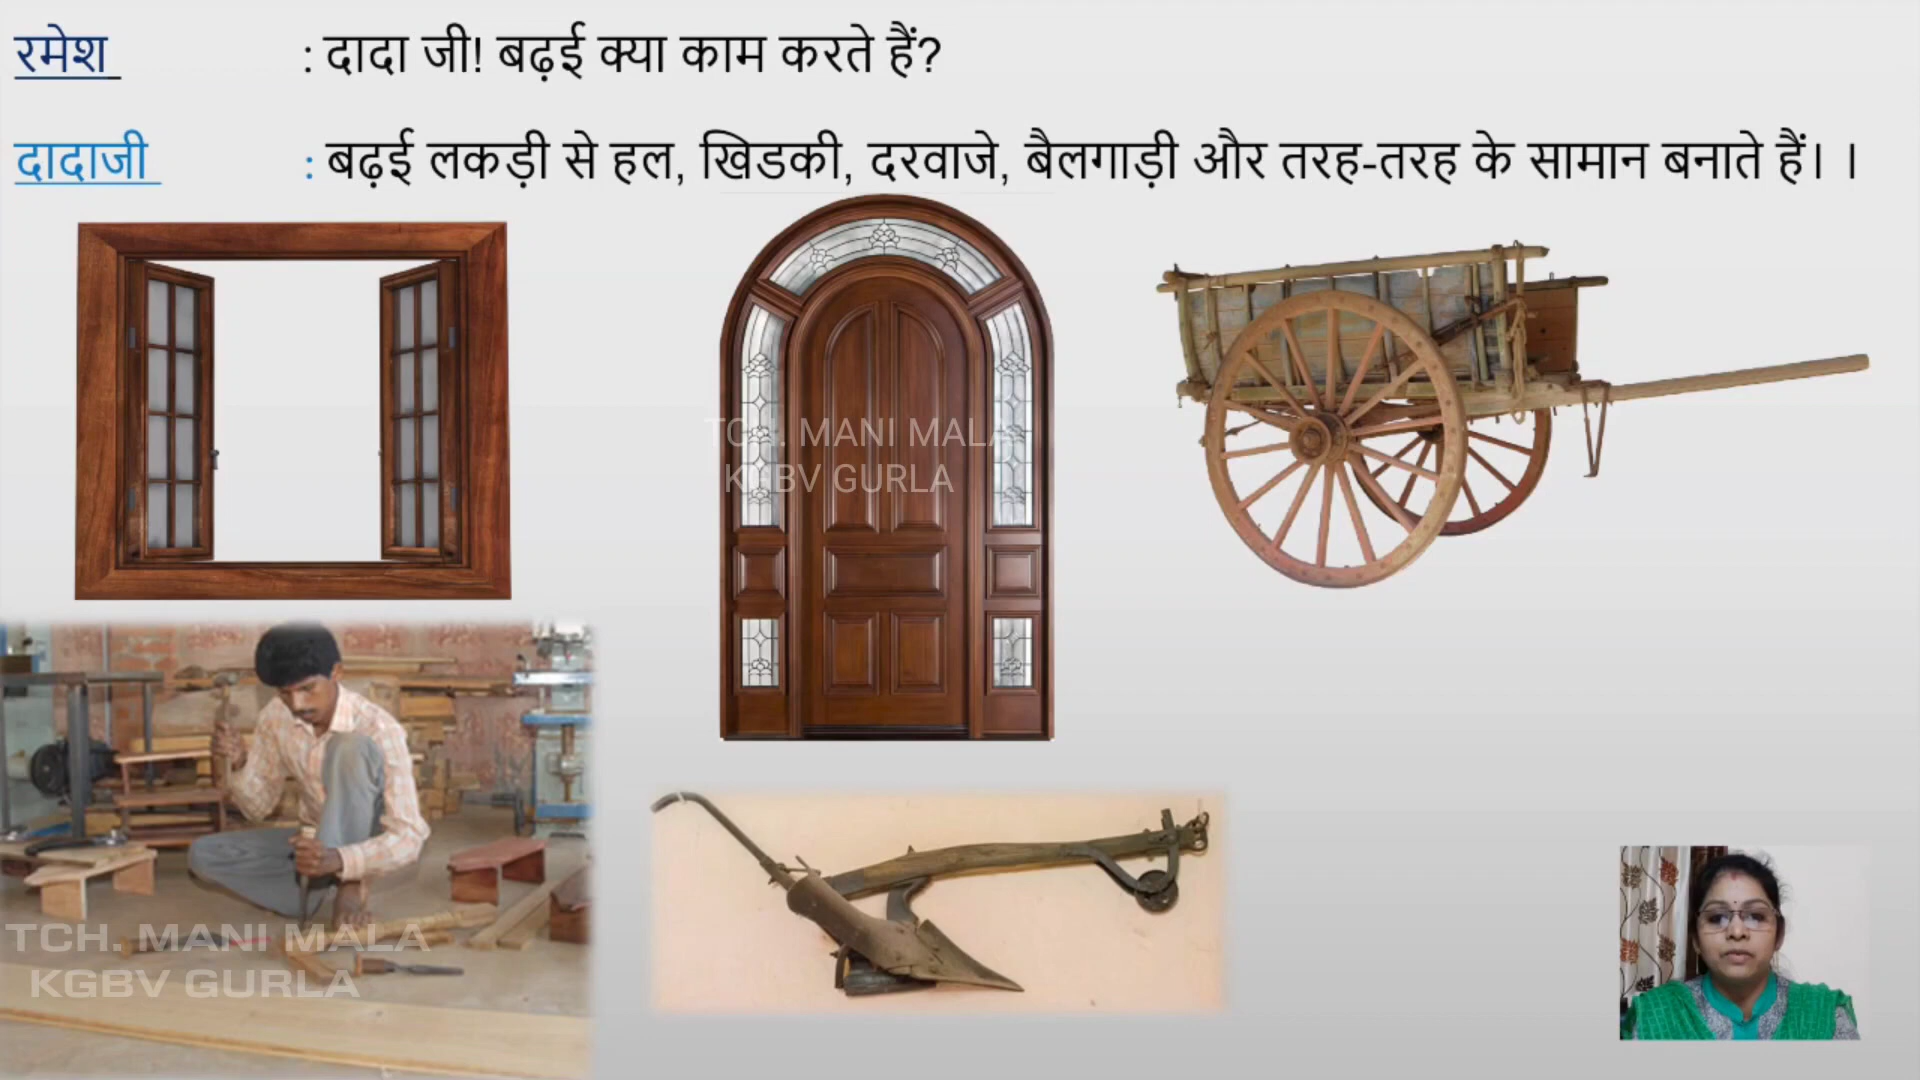 रमेश : दादा जी! बढ़ई क्या काम करते हैं?
दादाजी : बढ़ई लकड़ी से हल, खिडकी, दरवाजे, बैलगाड़ी और तरह-तरह के सामान बनाते हैं। ।
TCH. MANI MALA
KGBV GURLA
TCH. MANI MALA
KGBV GURLA